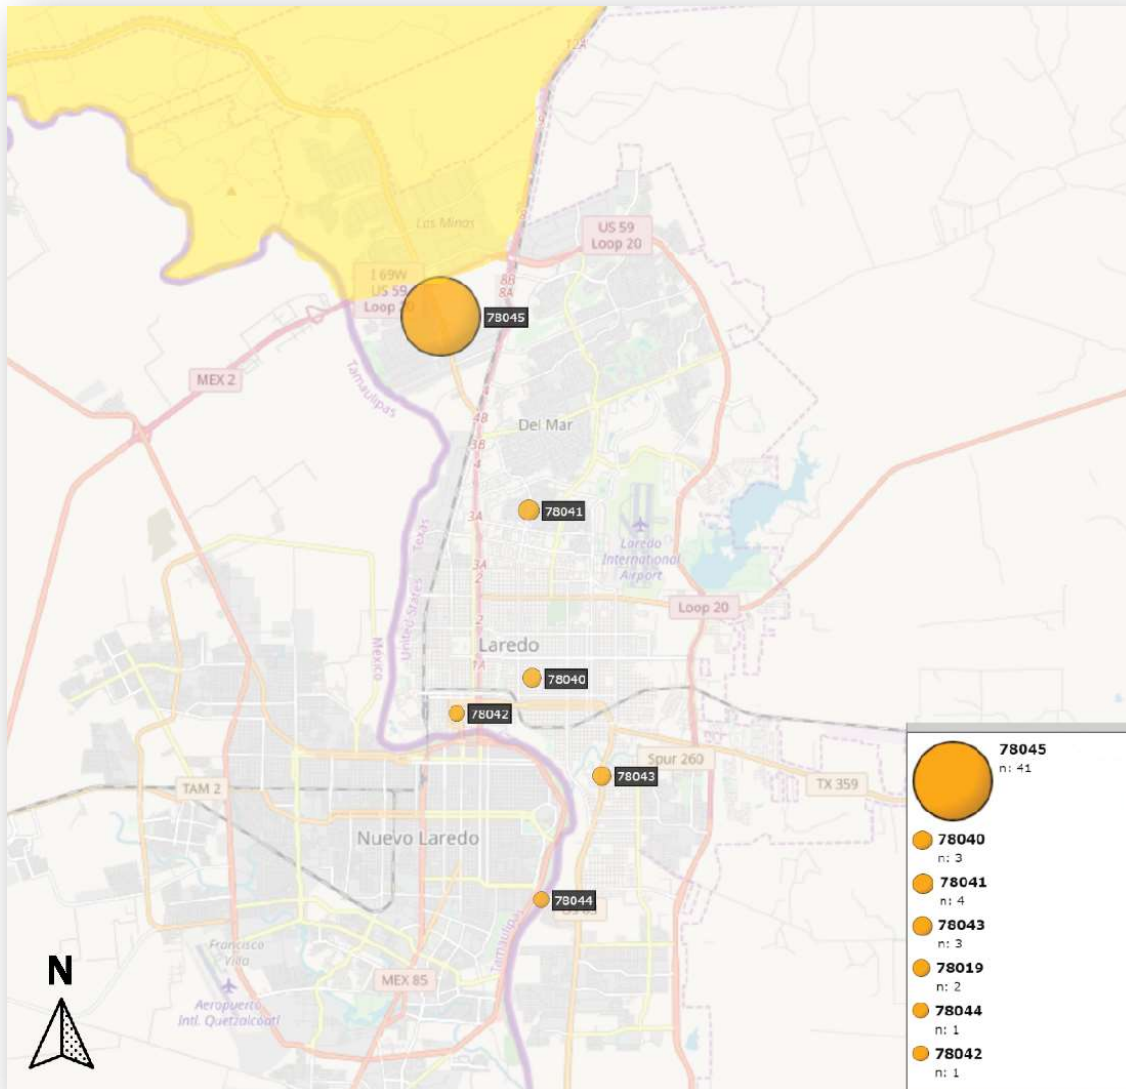 12A
Las Minas
US 59
Loop 20
I 69W
US 59
Loop
8B
8A
78045
Tamaulipas
MEX 2
4B
Del Mar
3B
4
78041
3A
Texas
Laredo
International
Airport
3A
2
United States
Loop 20
2
México
Laredo
1A
78040
78042
78045
n: 41
Spur 260
78043
TX 359
TAM 2
Nuevo Laredo
78040
n: 3
78041
n: 4
78044
Tamaulipas
78043
n: 3
Francisco
Villa
N
MEX 85
78019
n: 2
Aeropuerto
Intl. Quetzalcoatl
78044
n: 1
78042
n: 1